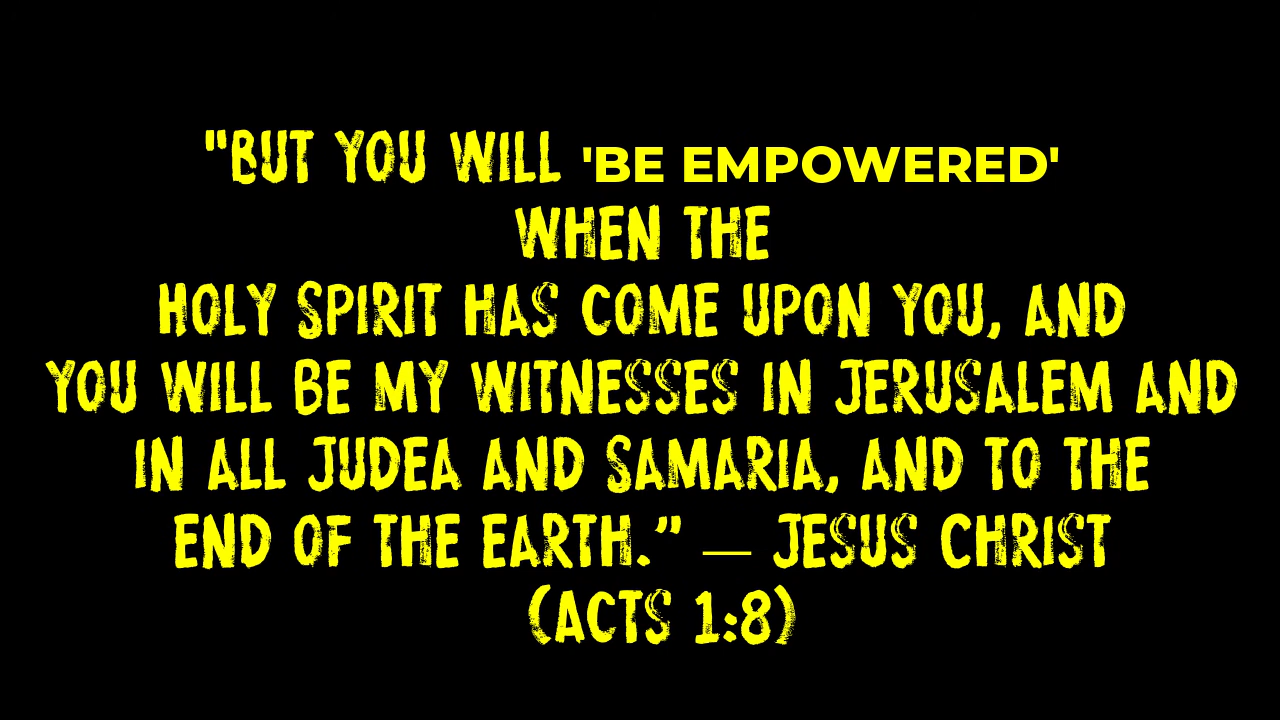 "BUT YOU WILL 'BE EMPOWERED'
WHEN THE
HOLY SPIRIT HAS COME UPON YOU, AND
YOU WILL BE MY WITNESSES IN JERUSALEM AND
IN ALL JUDEA AND SAMARIA, AND TO THE
END OF THE EARTH.” — JESUS CHRIST
(ACTS 1:8)